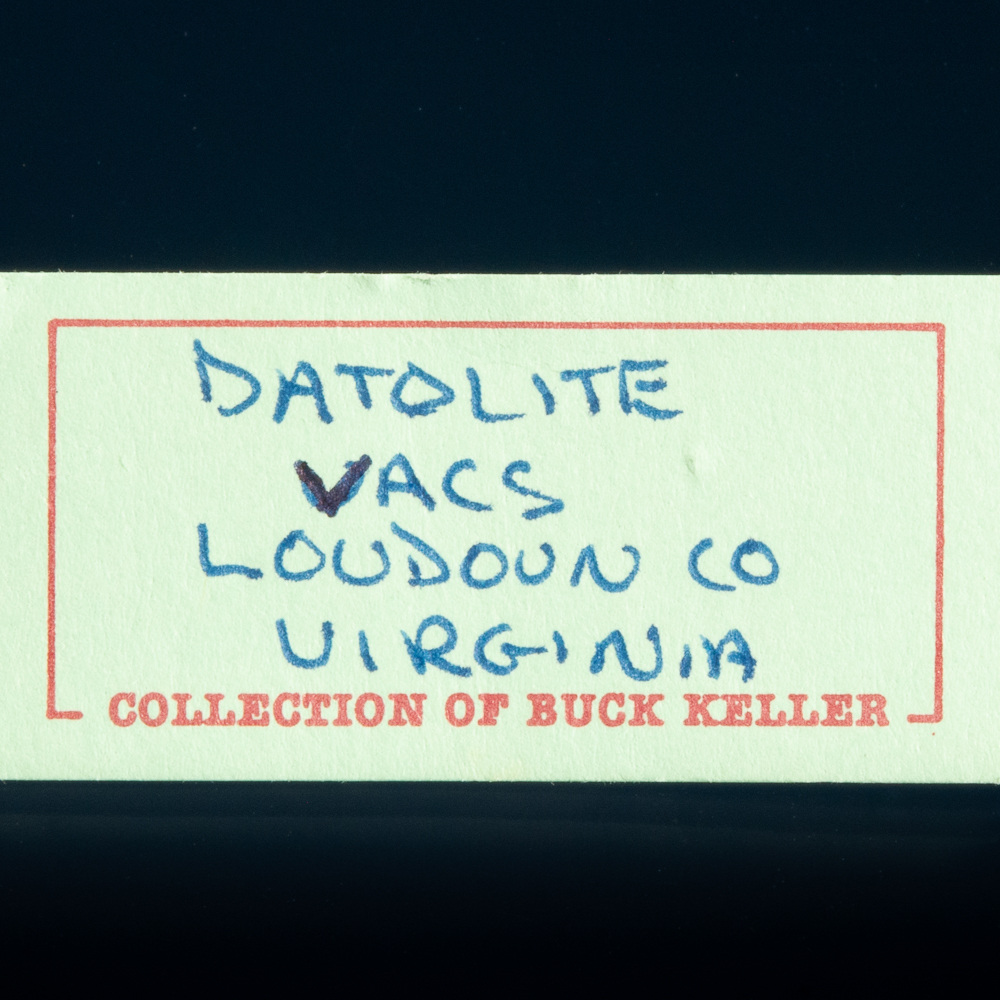 DATOLITE
VACS
LOUDOUN CO
VIRGINIA
COLLECTION OF BUCK KELLER